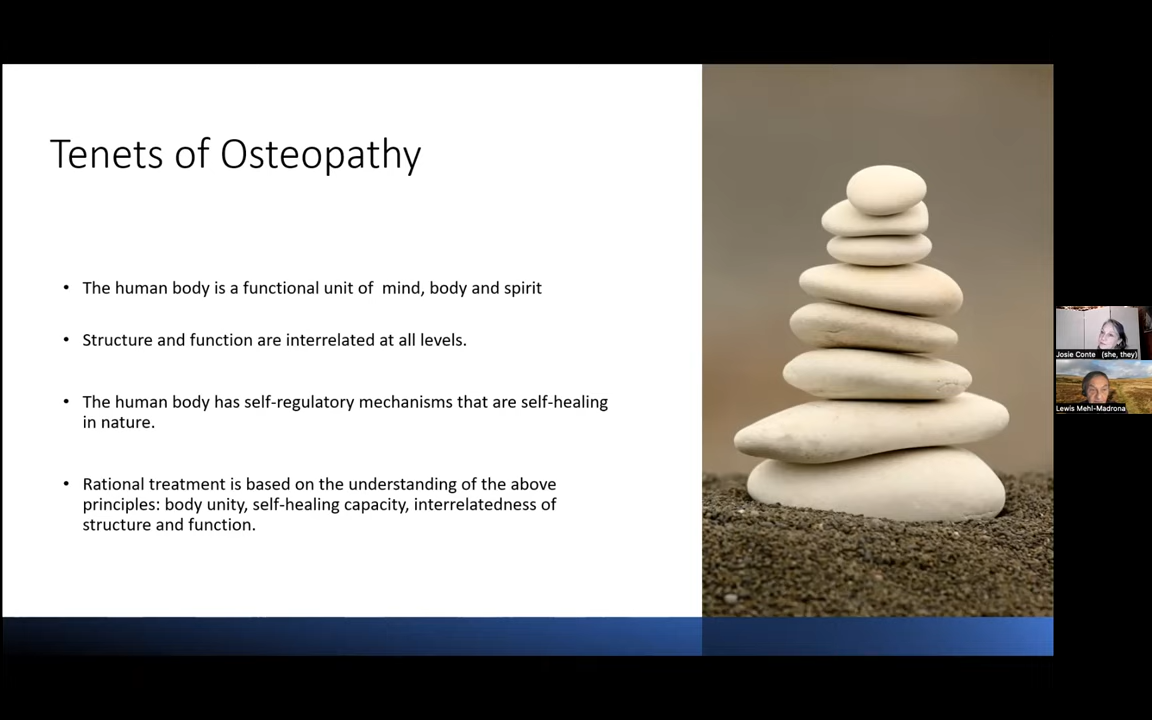 Tenets of Osteopathy
• The human body is a functional unit of  mind, body and spirit
• Structure and function are interrelated at all levels.
• The human body has self-regulatory mechanisms that are self-healing
in nature.
• Rational treatment is based on the understanding of the above
principles: body unity, self-healing capacity, interrelatedness of
structure and function.
Josie Conte (she, they)
Lewis Mehl-Madrona